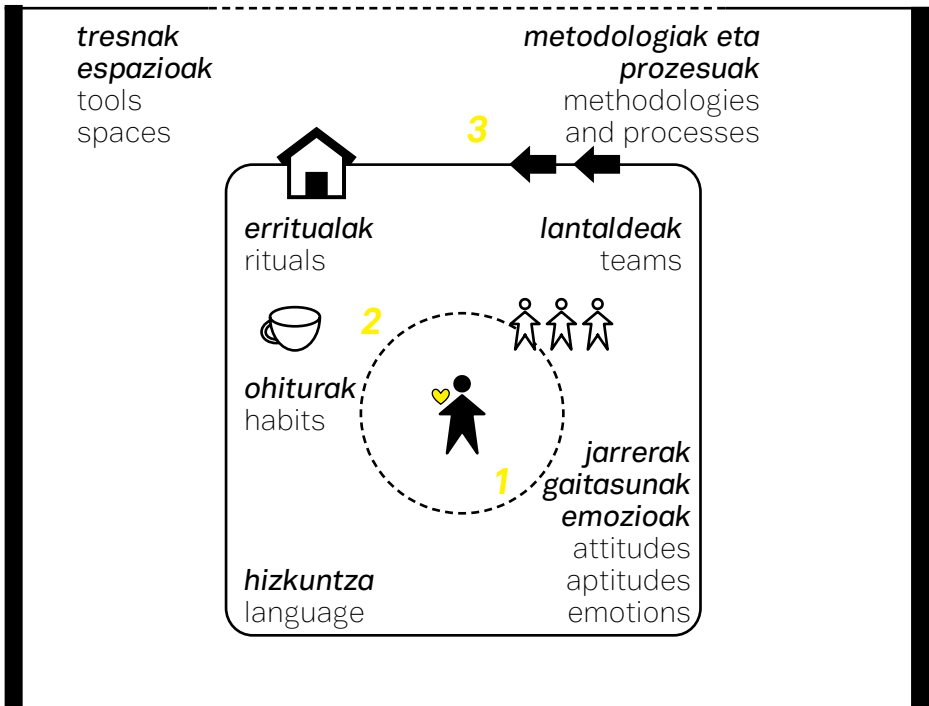 tresnak
espazioak
tools
spaces
metodologiak eta
prozesuak
methodologies
and processes
3
erritualak
rituals
lantaldeak
teams
2
ohiturak
habits
1
jarrerak
gaitasunak
emozioak
attitudes
aptitudes
emotions
hizkuntza
language